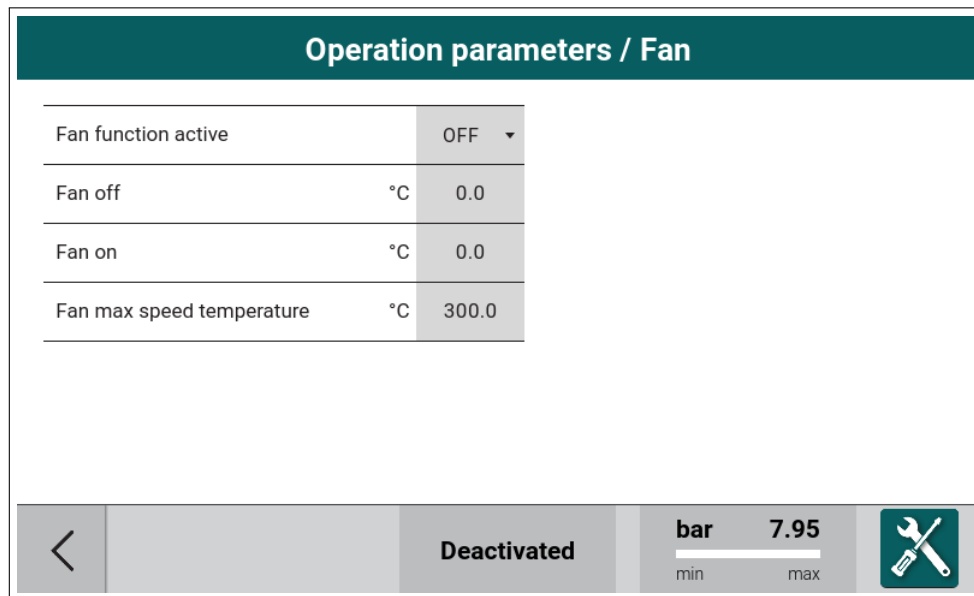 Operation parameters / Fan
Fan function active OFF
Fan off °C 0.0
Fan on °C 0.0
Fan max speed temperature °C 300.0
Deactivated
bar 7.95
min max